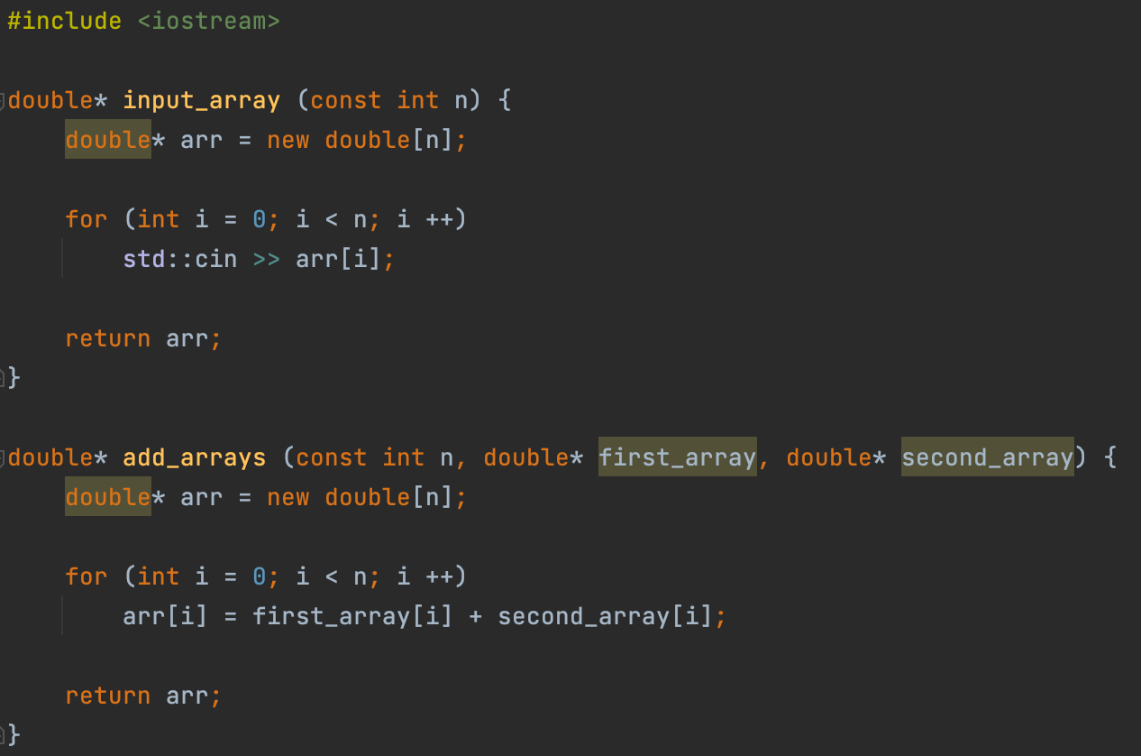 #include <iostream>
double* input_array (const int n) {
double* arr = new double[n];
for (int i = 0; i < n; i ++)
std::cin >> arr[i];
return arr;
}
double* add_arrays (const int n, double* first_array, double* second_array) {
double* arr = new double[n];
for (int i = 0; i < n; i ++)
arr[i] = first_array[i] + second_array[i];
return arr;
}